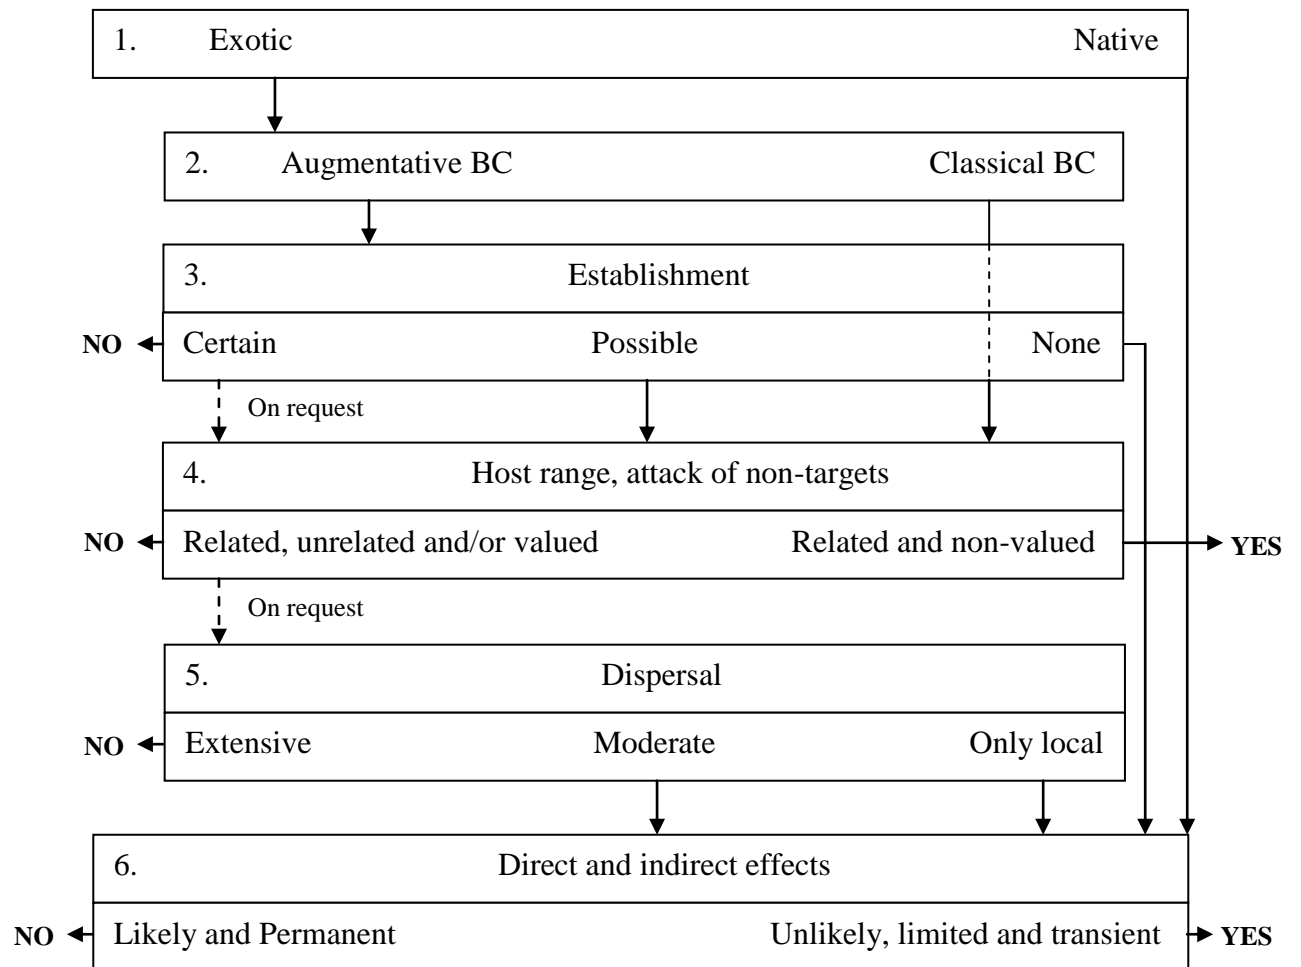 1. Exotic Native
2. Augmentative BC Classical BC
3. Establishment
NO Certain Possible None
On request
4. Host range, attack of non-targets
NO Related, unrelated and/or valued Related and non-valued YES
On request
5. Dispersal
NO Extensive Moderate Only local
6. Direct and indirect effects
NO Likely and Permanent Unlikely, limited and transient YES